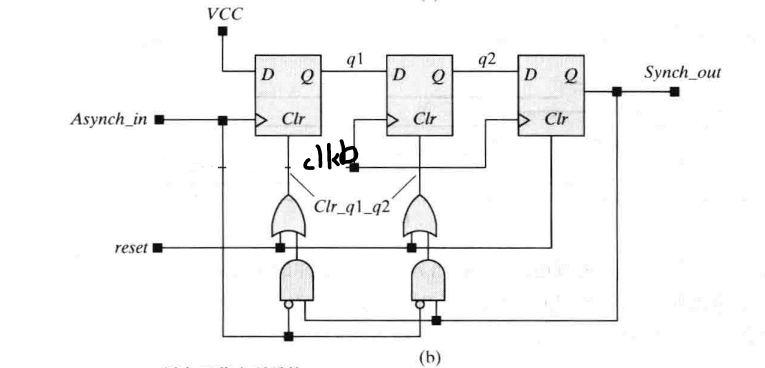 VCC
q1
q2
D Q
D Q
D Q
Synch_out
Asynch_in
Clr
Clr
Clr
clkb
Clr_q1_q2
reset
(b)